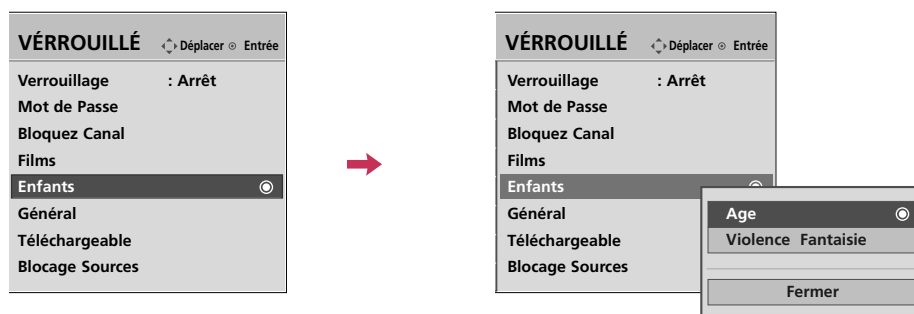 VÉRROUILLÉ Déplacer Entrée
Verrouillage : Arrêt
Mot de Passe
Bloquez Canal
Films
Enfants
Général
Téléchargeable
Blocage Sources
VÉRROUILLÉ Déplacer Entrée
Verrouillage : Arrêt
Mot de Passe
Bloquez Canal
Films
Enfants
Général
Téléchargeable
Blocage Sources
Age
Violence Fantaisie
Fermer